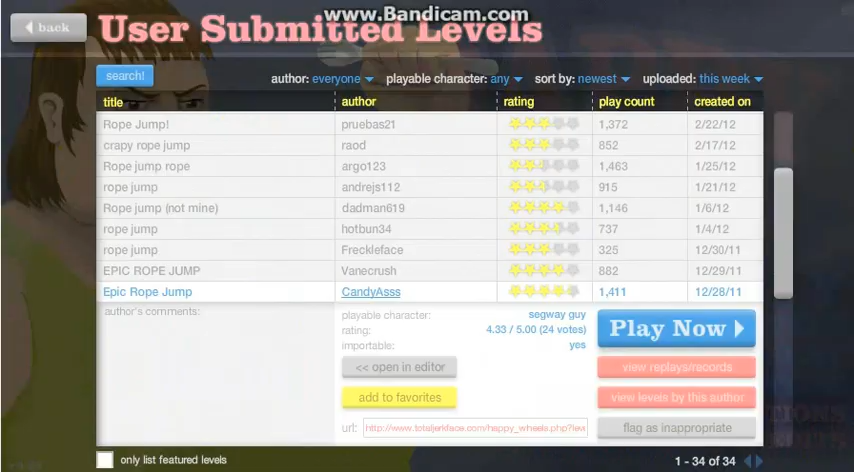 www.Bandicam.com
back
User Submitted Levels
search!
author: everyone playable character: any sort by: newest uploaded: this week
title author rating play count created on
Rope Jump! pruebas21 1,372 2/22/12
crapy rope jump raod 852 2/17/12
Rope jump rope argo123 1,463 1/25/12
rope jump andrejs112 915 1/21/12
Rope jump (not mine) dadman619 1,146 1/6/12
rope jump hotbun34 737 1/4/12
rope jump Freckleface 325 12/30/11
EPIC ROPE JUMP Vanecrush 882 12/29/11
Epic Rope Jump CandyAsss 1,411 12/28/11
author's comments:
playable character: segway guy
rating: 4.33 / 5.00 (24 votes)
importable: yes
Play Now
<< open in editor
view replays/records
add to favorites
view levels by this author
url: http://www.totaljerkface.com/happy_wheels.php?lev
flag as inappropriate
only list featured levels
1 - 34 of 34